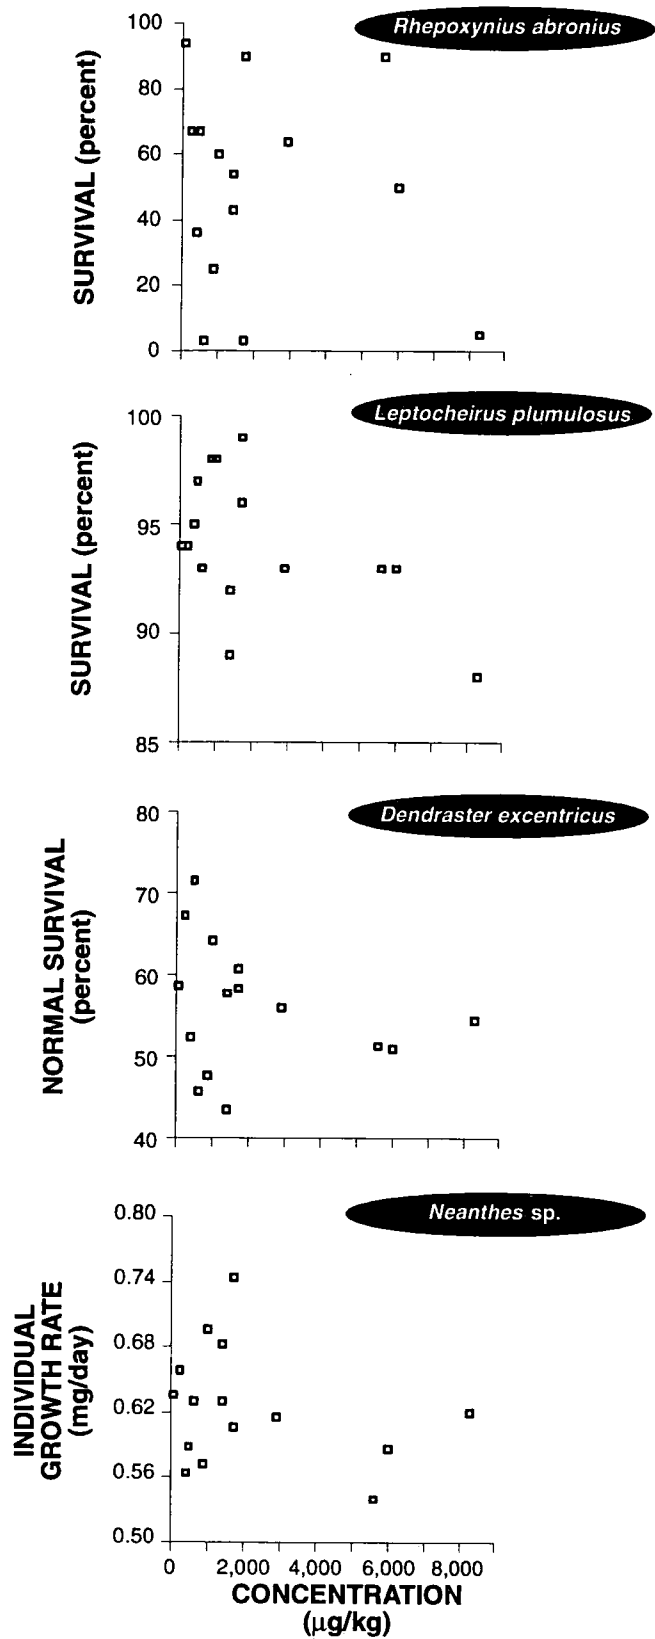 Rhepoxynius abronius
100
80
60
40
20
0
SURVIVAL (percent)
Leptocheirus plumulosus
100
95
90
85
SURVIVAL (percent)
Dendraster excentricus
80
70
60
50
40
NORMAL SURVIVAL
(percent)
Neanthes sp.
0.80
0.74
0.68
0.62
0.56
0.50
INDIVIDUAL
GROWTH RATE
(mg/day)
0 2,000 4,000 6,000 8,000
CONCENTRATION
(μg/kg)